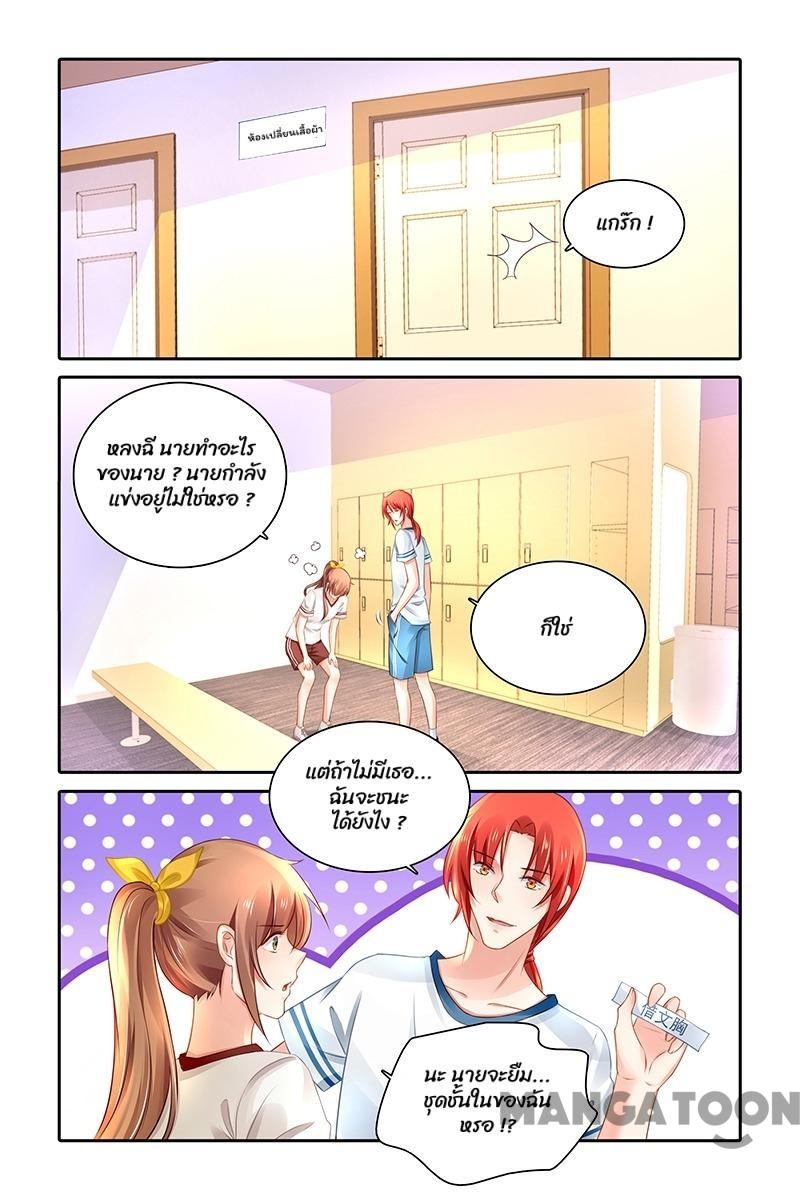 ห้องเปลี่ยนเสื้อผ้า
แกร๊ก !
หลงฉี นายทำอะไร
ของนาย ? นายกำลัง
แข่งอยู่ไม่ใช่หรอ ?
ก็ใช่
แต่ถ้าไม่มีเธอ...
ฉันจะชนะ
ได้ยังไง ?
借文胸
นะ นายจะยืม...
ชุดชั้นในของฉัน
หรอ !?
MANGATOON